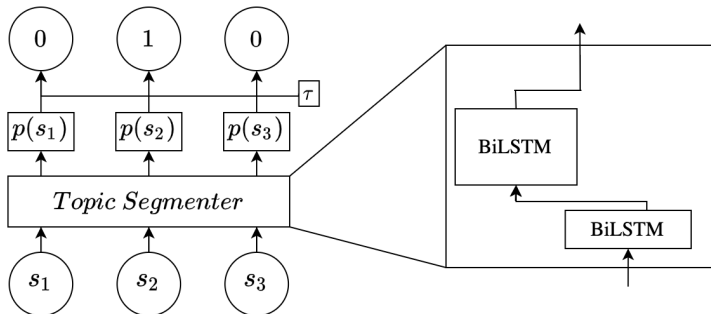 0 1 0
τ
p(s₁) p(s₂) p(s₃)
BiLSTM
Topic Segmenter
BiLSTM
s₁ s₂ s₃